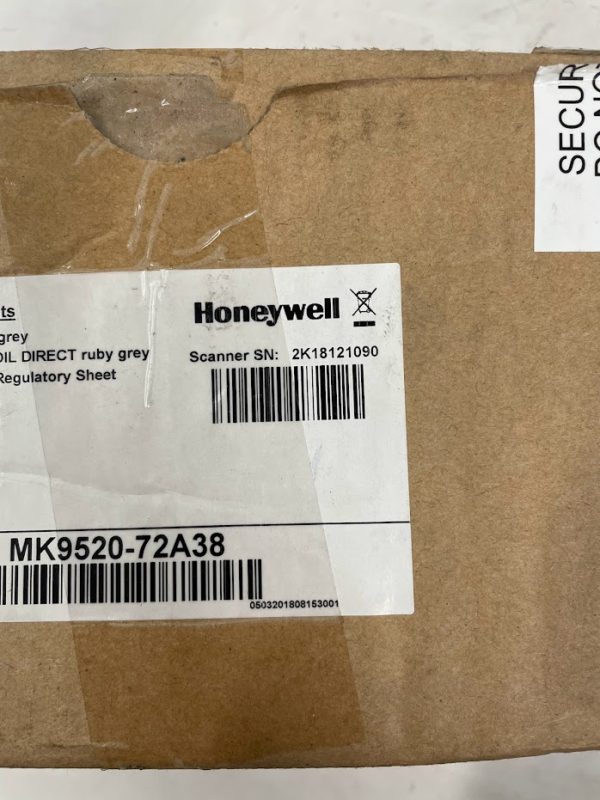 SECUR
ts
Honeywell
grey
OIL DIRECT ruby grey
Regulatory Sheet
Scanner SN: 2K18121090
MK9520-72A38
0503201808153001